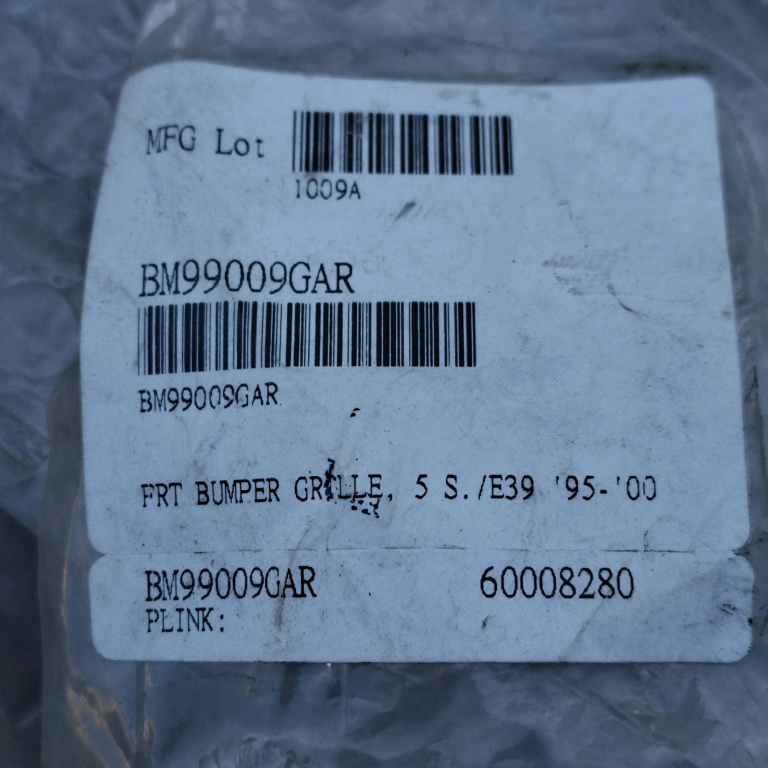 MFG Lot
1009A
BM99009GAR
BM99009GAR
FRT BUMPER GRILLE, 5 S./E39 '95-'00
BM99009GAR 60008280
PLINK: